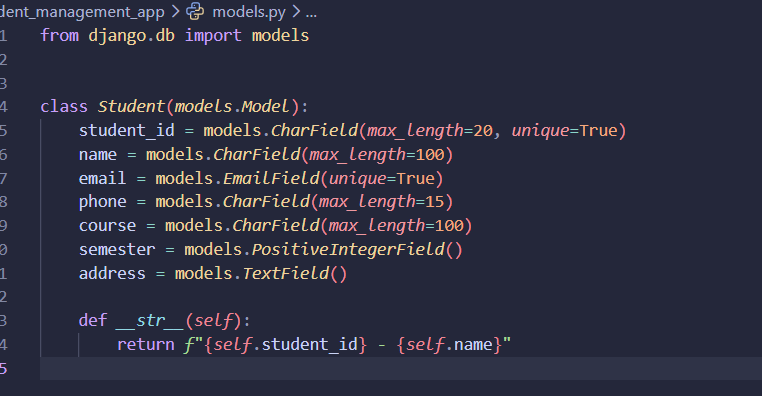 dent_management_app > models.py > ...
1 from django.db import models
2
3
4 class Student(models.Model):
5     student_id = models.CharField(max_length=20, unique=True)
6     name = models.CharField(max_length=100)
7     email = models.EmailField(unique=True)
8     phone = models.CharField(max_length=15)
9     course = models.CharField(max_length=100)
0     semester = models.PositiveIntegerField()
1     address = models.TextField()
2
3     def __str__(self):
4         return f"{self.student_id} - {self.name}"
5